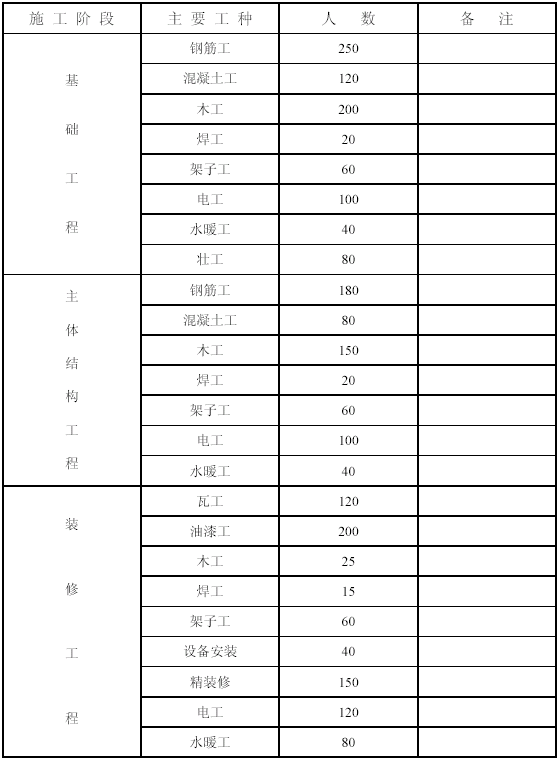 施工阶段 主要工种 人数 备注
基础工程 钢筋工 250
混凝土工 120
木工 200
焊工 20
架子工 60
电工 100
水暖工 40
壮工 80
主体结构工程 钢筋工 180
混凝土工 80
木工 150
焊工 20
架子工 60
电工 100
水暖工 40
装修工程 瓦工 120
油漆工 200
木工 25
焊工 15
架子工 60
设备安装 40
精装修 150
电工 120
水暖工 80